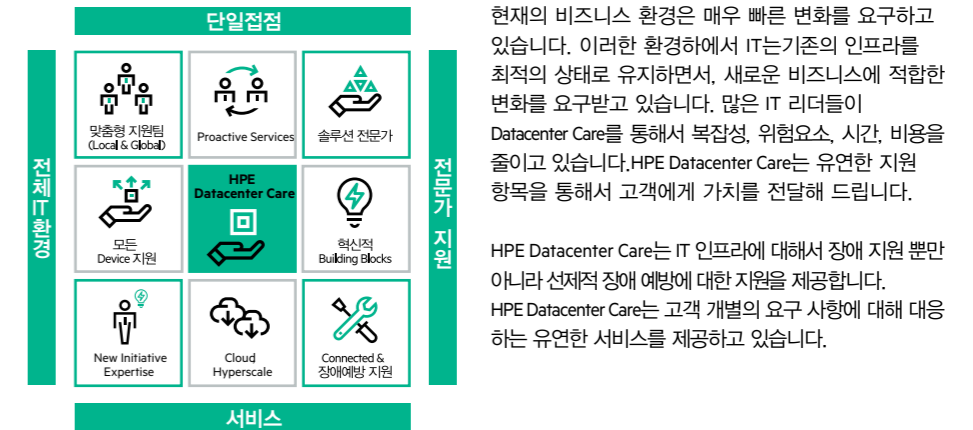 단일접점
전체 IT 환경
맞춤형 지원팀
(Local & Global)
Proactive Services
솔루션 전문가
모든
Device 지원
HPE
Datacenter Care
혁신적
Building Blocks
New Initiative
Expertise
Cloud
Hyperscale
Connected &
장애예방 지원
전문가 지원
서비스
현재의 비즈니스 환경은 매우 빠른 변화를 요구하고
있습니다. 이러한 환경하에서 IT는기존의 인프라를
최적의 상태로 유지하면서, 새로운 비즈니스에 적합한
변화를 요구받고 있습니다. 많은 IT 리더들이
Datacenter Care를 통해서 복잡성, 위험요소, 시간, 비용을
줄이고 있습니다.HPE Datacenter Care는 유연한 지원
항목을 통해서 고객에게 가치를 전달해 드립니다.
HPE Datacenter Care는 IT 인프라에 대해서 장애 지원 뿐만
아니라 선제적 장애 예방에 대한 지원을 제공합니다.
HPE Datacenter Care는 고객 개별의 요구 사항에 대해 대응
하는 유연한 서비스를 제공하고 있습니다.